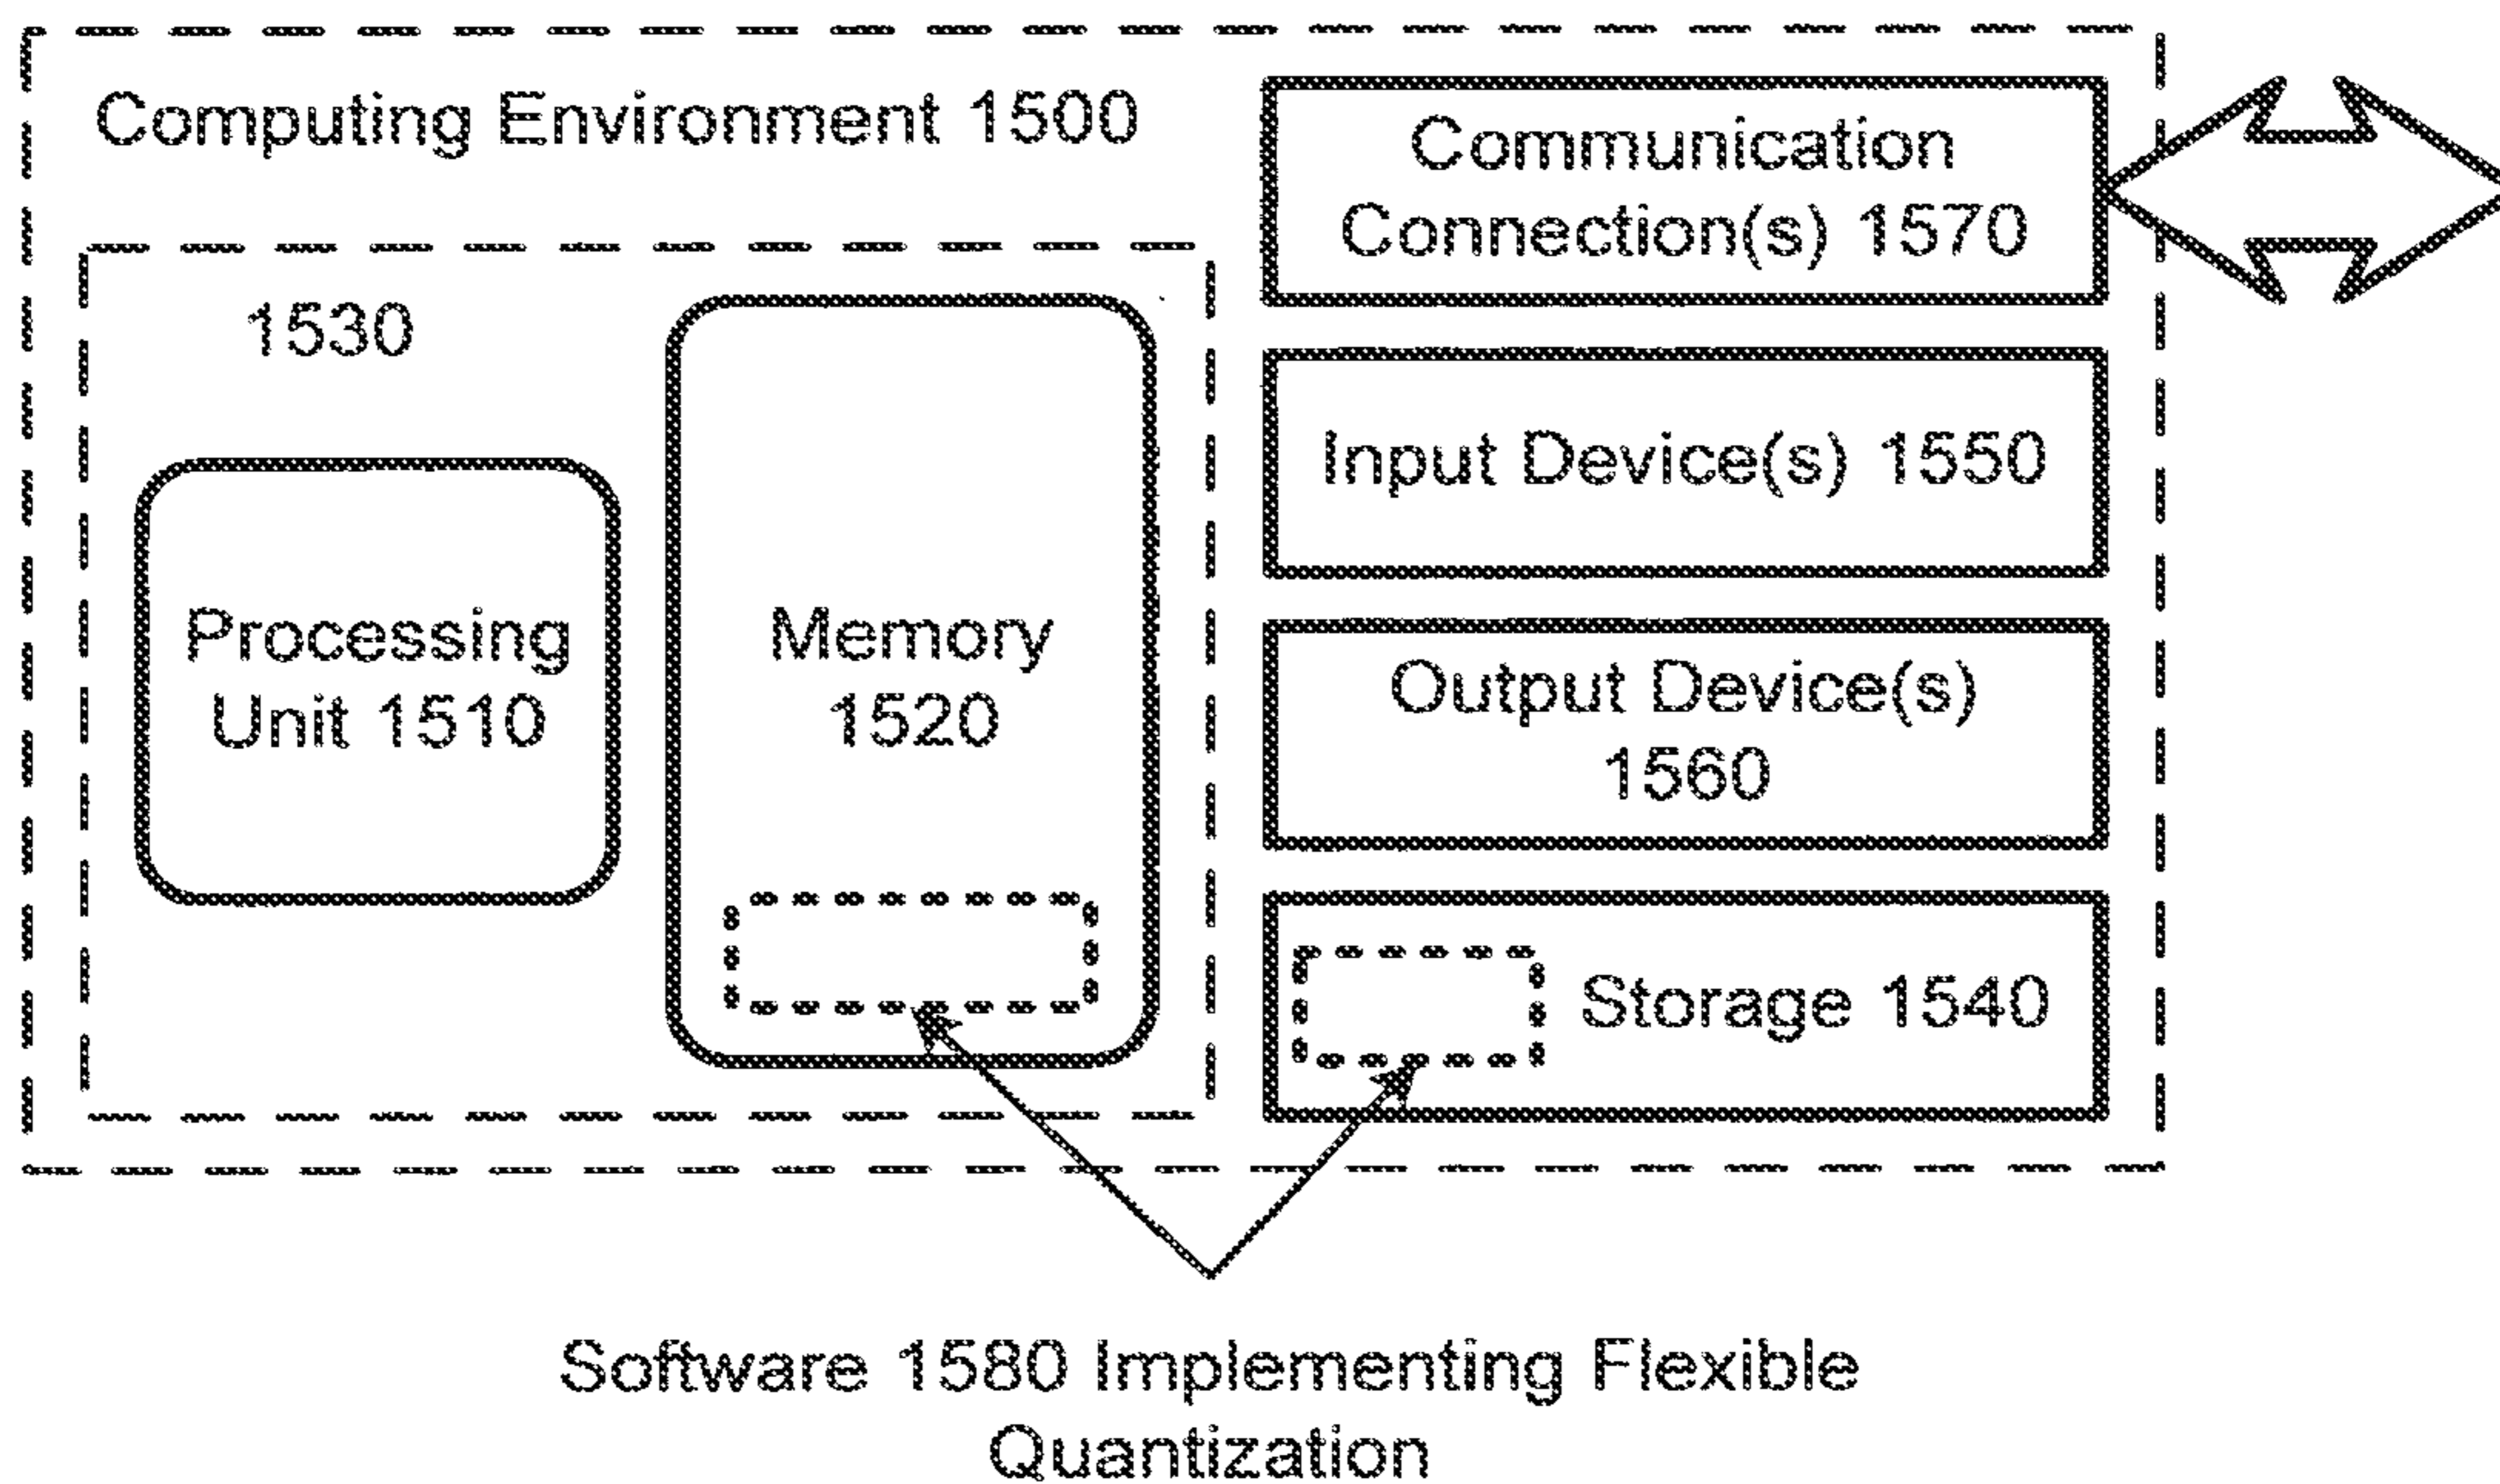 Computing Environment 1500
Communication
Connection(s) 1570
1530
Input Device(s) 1550
Processing
Unit 1510
Memory
1520
Output Device(s)
1560
Storage 1540
Software 1580 Implementing Flexible
Quantization